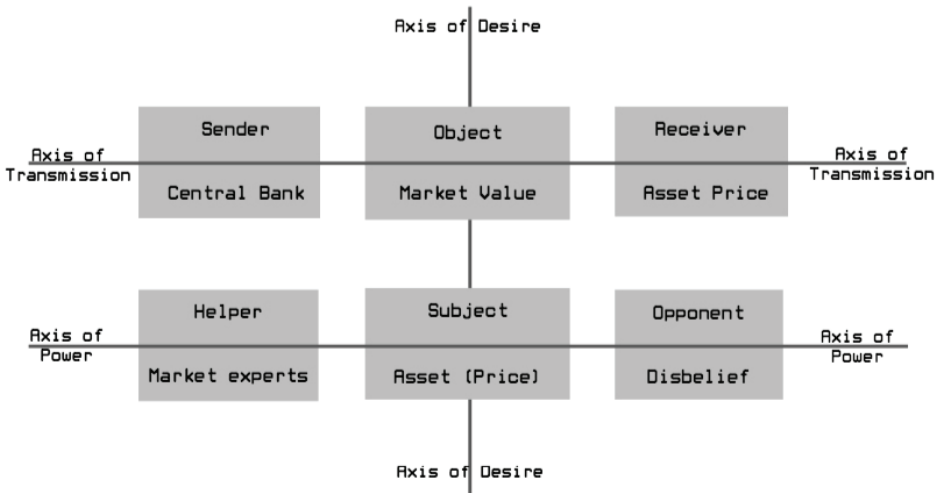 Axis of Desire
Sender
Object
Receiver
Axis of
Transmission
Axis of
Transmission
Central Bank
Market Value
Asset Price
Helper
Subject
Opponent
Axis of
Power
Axis of
Power
Market experts
Asset (Price)
Disbelief
Axis of Desire